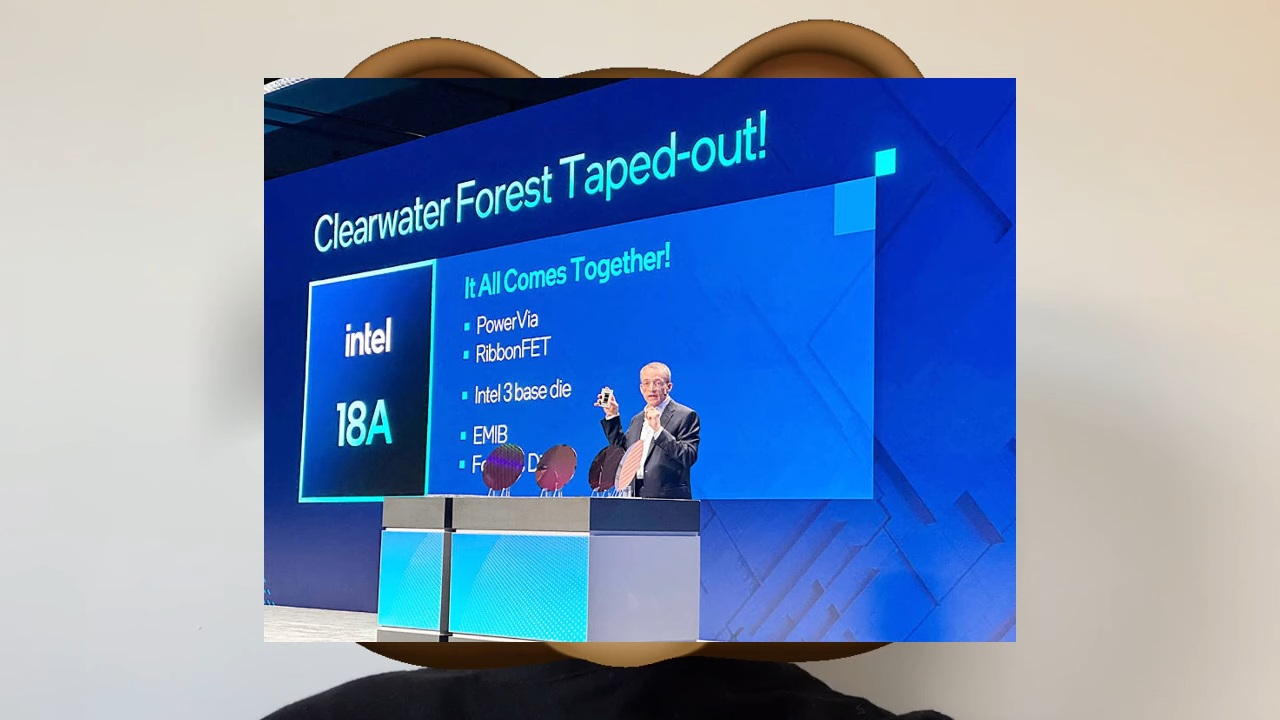 Clearwater Forest Taped-out!
intel
18A
It All Comes Together!
PowerVia
RibbonFET
Intel 3 base die
EMIB